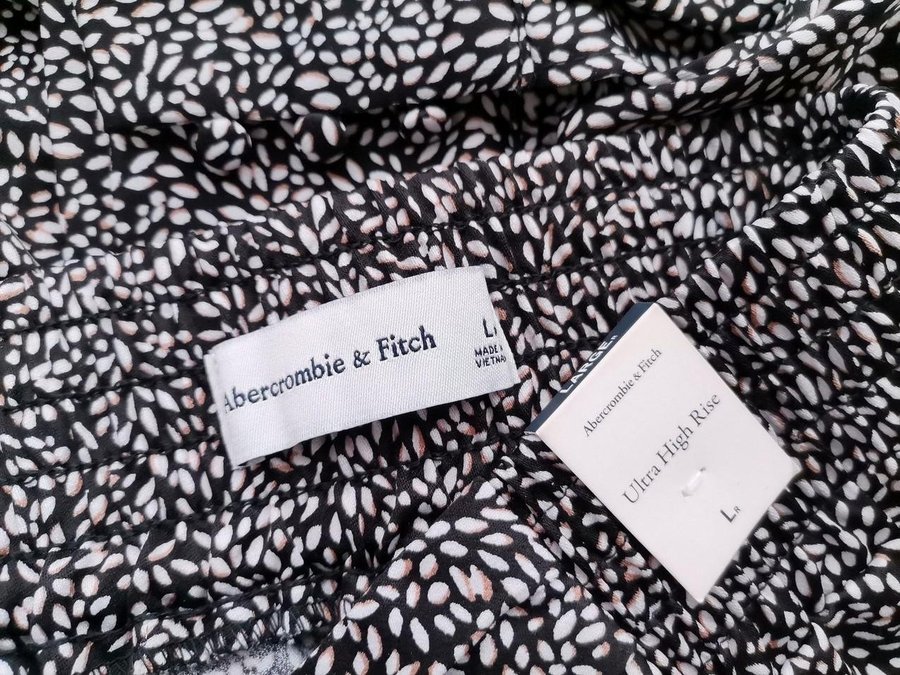 Abercrombie & Fitch
L.
MADE IN
VIETNAM
LARGE.
Abercrombie & Fitch
Ultra High Rise
L.R